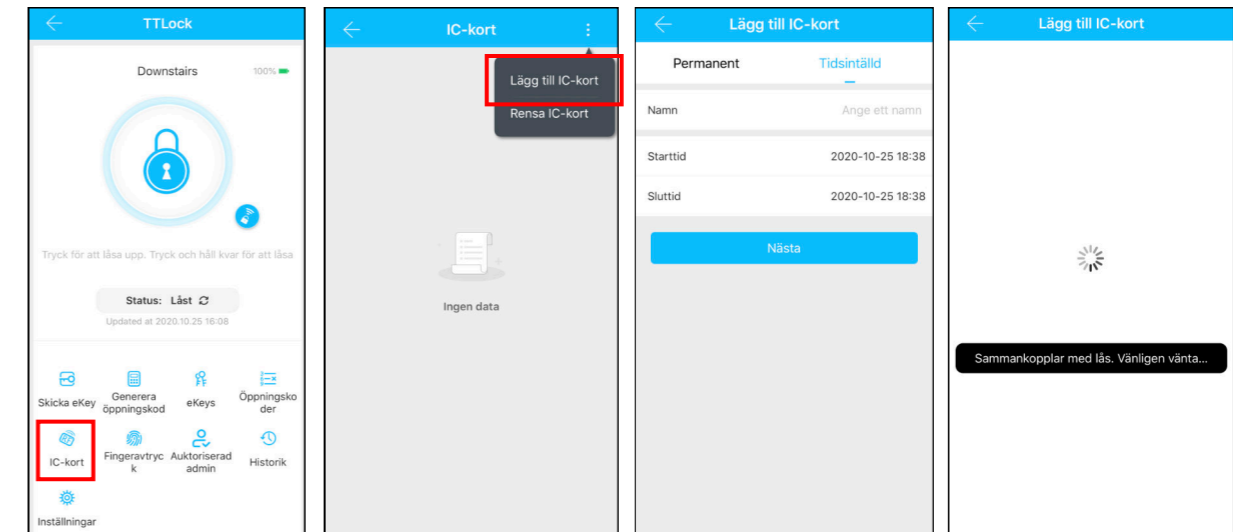 TTLock
Downstairs
100%
Tryck för att låsa upp. Tryck och håll kvar för att låsa
Status: Låst
Updated at 2020.10.25 16:08
Skicka eKey
Generera
öppningskod
eKeys
Öppningsko
der
IC-kort
Fingeravtryc
k
Auktoriserad
admin
Historik
Inställningar
IC-kort
Lägg till IC-kort
Rensa IC-kort
Ingen data
Lägg till IC-kort
Permanent
Tidsintälld
Namn
Ange ett namn
Starttid
2020-10-25 18:38
Sluttid
2020-10-25 18:38
Nästa
Lägg till IC-kort
Sammankopplar med lås. Vänligen vänta...